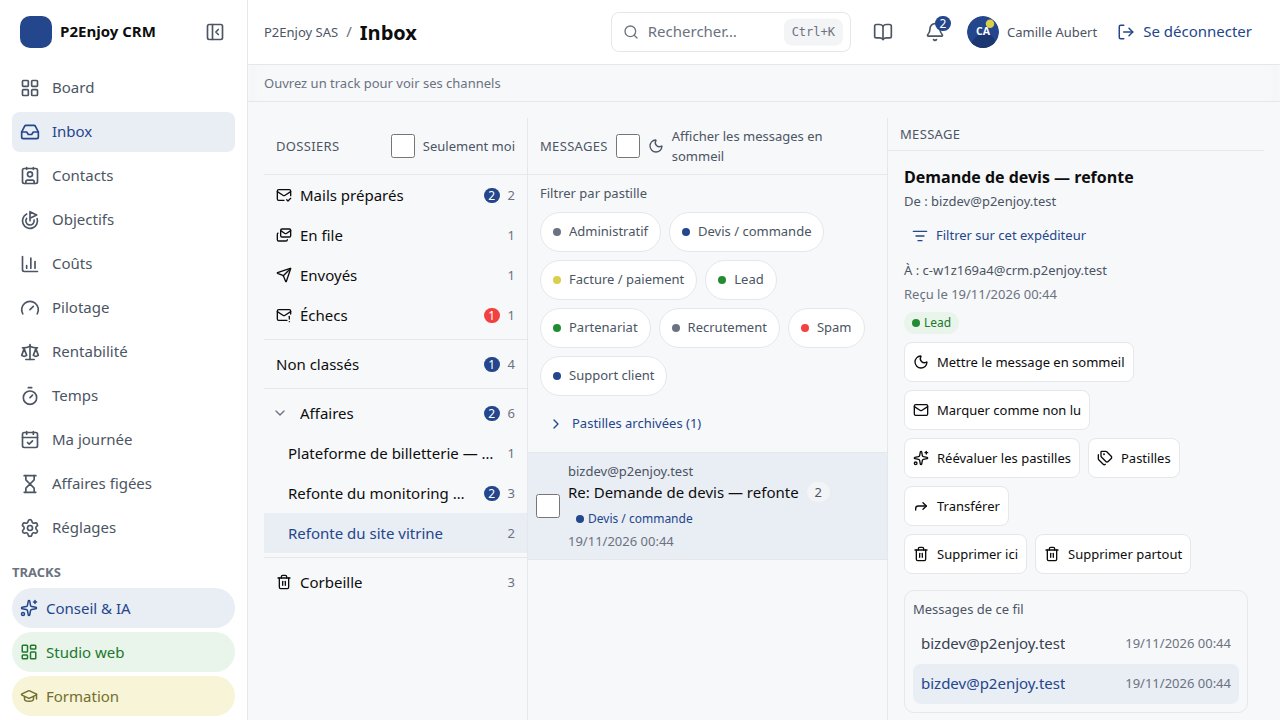 P2Enjoy CRM
Board
Inbox
Contacts
Objectifs
Coûts
Pilotage
Rentabilité
Temps
Ma journée
Affaires figées
Réglages
TRACKS
Conseil & IA
Studio web
Formation
P2Enjoy SAS / Inbox
Rechercher... Ctrl+K
2
CA Camille Aubert
Se déconnecter
Ouvrez un track pour voir ses channels
DOSSIERS Seulement moi
Mails préparés 2 2
En file 1
Envoyés 1
Échecs 1 1
Non classés 1 4
Affaires 2 6
Plateforme de billetterie — ... 1
Refonte du monitoring ... 2 3
Refonte du site vitrine 2
Corbeille 3
MESSAGES Afficher les messages en
sommeil
Filtrer par pastille
Administratif Devis / commande
Facture / paiement Lead
Partenariat Recrutement Spam
Support client
Pastilles archivées (1)
bizdev@p2enjoy.test
Re: Demande de devis — refonte 2
Devis / commande
19/11/2026 00:44
MESSAGE
Demande de devis — refonte
De : bizdev@p2enjoy.test
Filtrer sur cet expéditeur
À : c-w1z169a4@crm.p2enjoy.test
Reçu le 19/11/2026 00:44
Lead
Mettre le message en sommeil
Marquer comme non lu
Réévaluer les pastilles Pastilles
Transférer
Supprimer ici Supprimer partout
Messages de ce fil
bizdev@p2enjoy.test 19/11/2026 00:44
bizdev@p2enjoy.test 19/11/2026 00:44